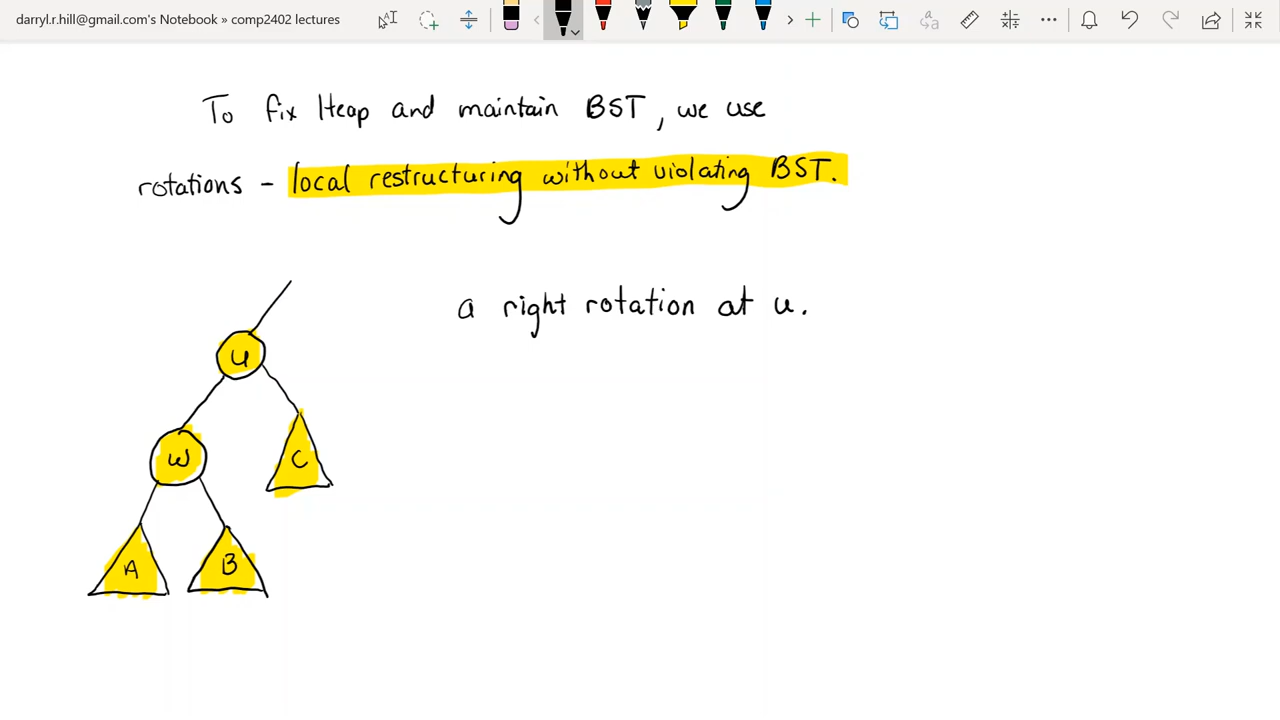 darryl.r.hill@gmail.com's Notebook » comp2402 lectures
To fix Heap and maintain BST, we use
rotations - local restructuring without violating BST.
a right rotation at u.
u
w
C
A
B